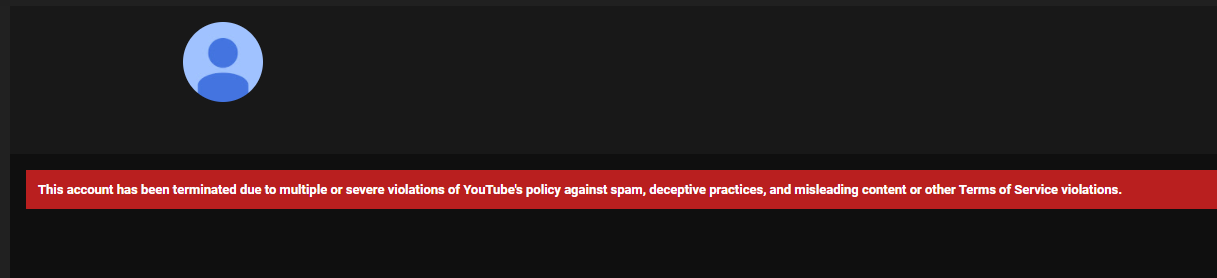 This account has been terminated due to multiple or severe violations of YouTube's policy against spam, deceptive practices, and misleading content or other Terms of Service violations.